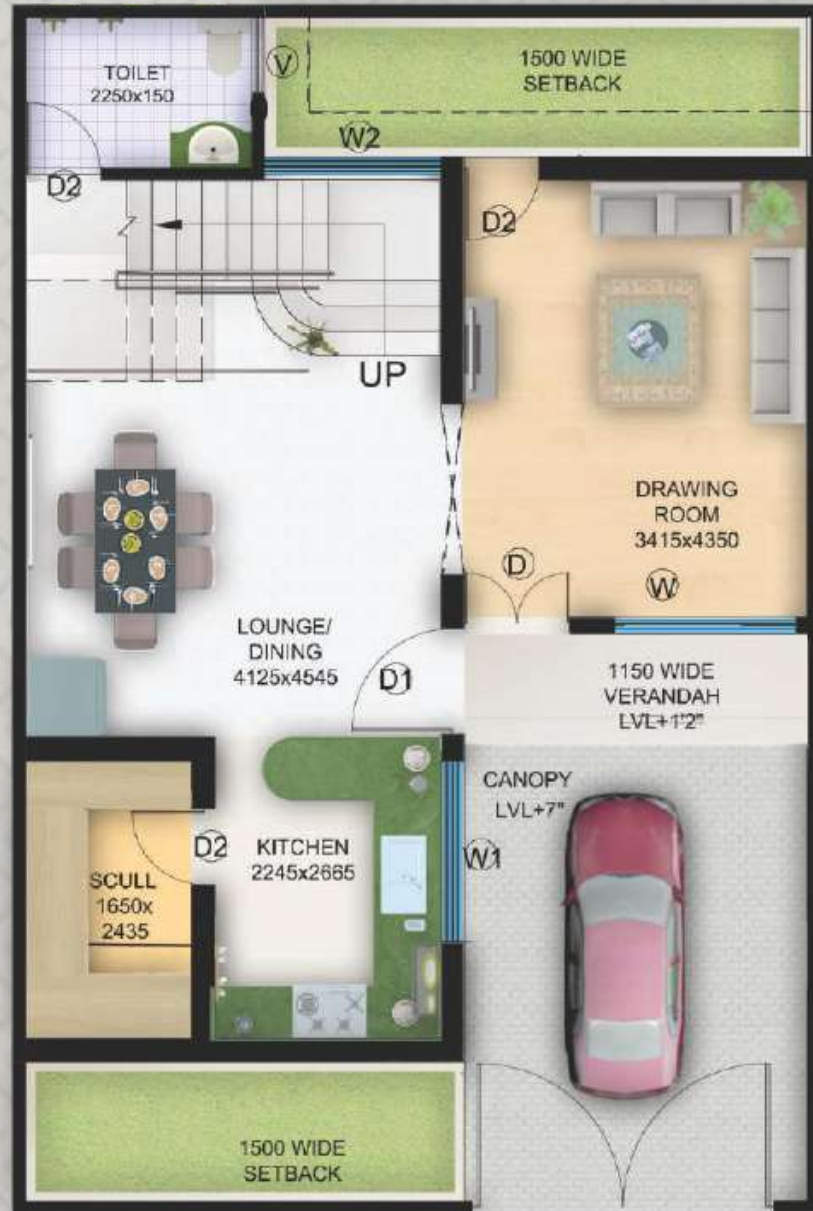 TOILET
2250x150
V
1500 WIDE
SETBACK
W2
D2
D2
UP
DRAWING
ROOM
3415x4350
D
W
LOUNGE/
DINING
4125x4545
D1
1150 WIDE
VERANDAH
LVL+1'2"
CANOPY
LVL+7"
D2
KITCHEN
2245x2665
W1
SCULL
1650x
2435
1500 WIDE
SETBACK